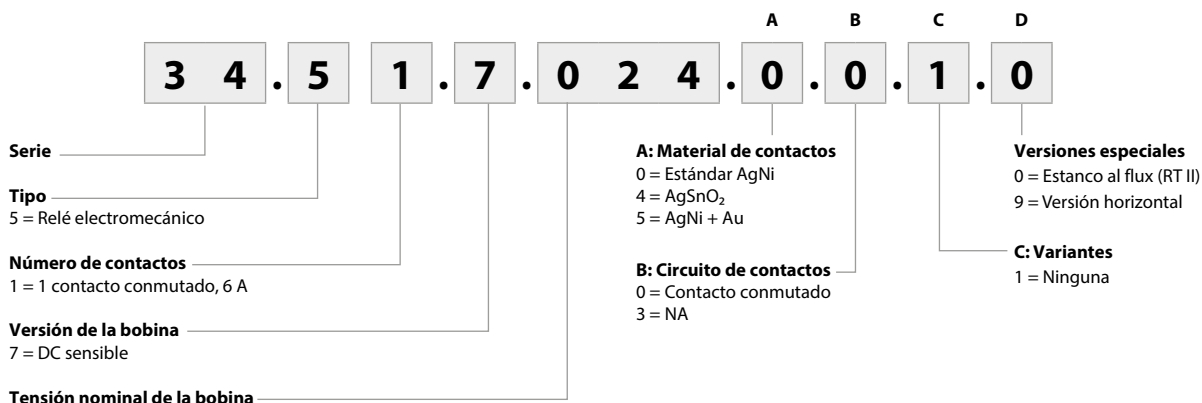 A B C D
3 4 . 5 1 . 7 . 0 2 4 . 0 . 0 . 1 . 0
Serie
Tipo
5 = Relé electromecánico
Número de contactos
1 = 1 contacto conmutado, 6 A
Versión de la bobina
7 = DC sensible
Tensión nominal de la bobina
A: Material de contactos
0 = Estándar AgNi
4 = AgSnO₂
5 = AgNi + Au
B: Circuito de contactos
0 = Contacto conmutado
3 = NA
Versiones especiales
0 = Estanco al flux (RT II)
9 = Versión horizontal
C: Variantes
1 = Ninguna